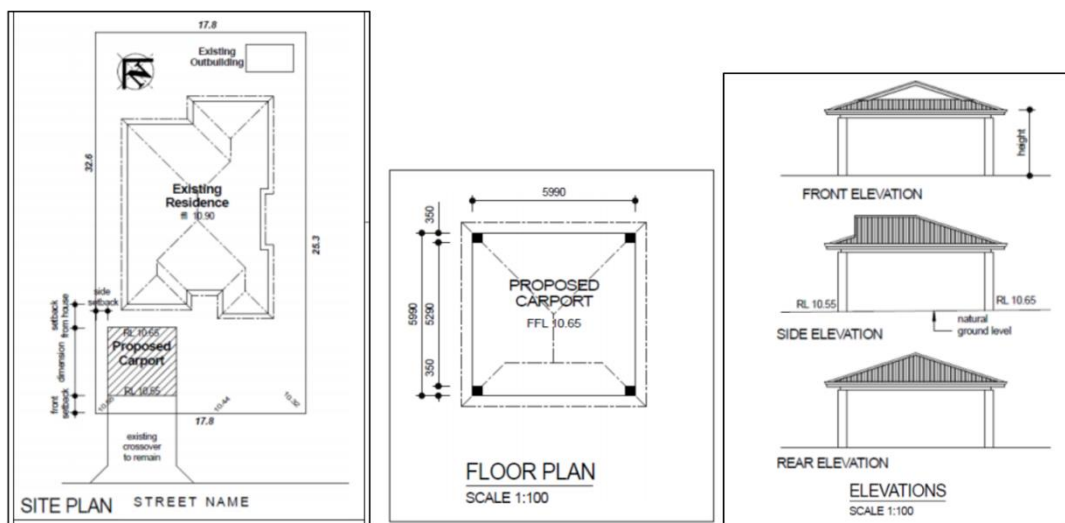 17.8
Existing
Outbuilding
32.6
Existing
Residence
ffl 10.90
25.3
side
setback
setback
from house
RL 10.65
Proposed
Carport
dimension
RL 10.55
front
setback
10.44
10.32
17.8
existing
crossover
to remain
SITE PLAN STREET NAME
5990
350
PROPOSED
CARPORT
5990
5290
FFL 10.65
350
FLOOR PLAN
SCALE 1:100
height
FRONT ELEVATION
RL 10.55
RL 10.65
natural
ground level
SIDE ELEVATION
REAR ELEVATION
ELEVATIONS
SCALE 1:100